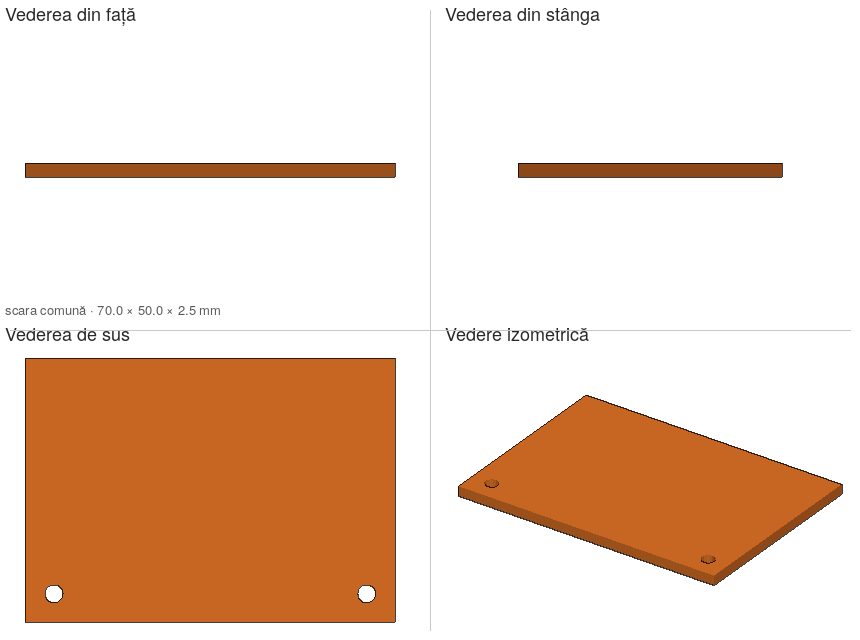 Vederea din față
Vederea din stânga
scara comună · 70.0 × 50.0 × 2.5 mm
Vederea de sus
Vedere izometrică